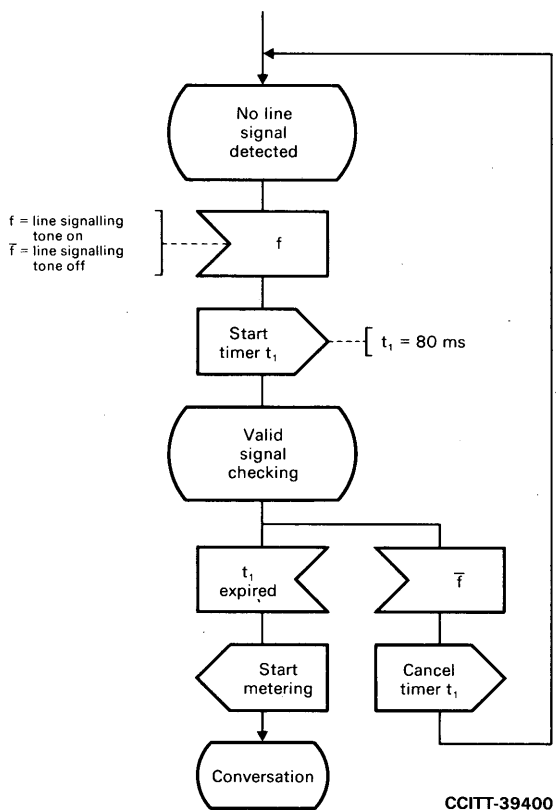 No line
signal
detected
f = line signalling
tone on
f̅ = line signalling
tone off
f
Start
timer t₁
t₁ = 80 ms
Valid
signal
checking
t₁
expired
f̅
Start
metering
Cancel
timer t₁
Conversation
CCITT-39400